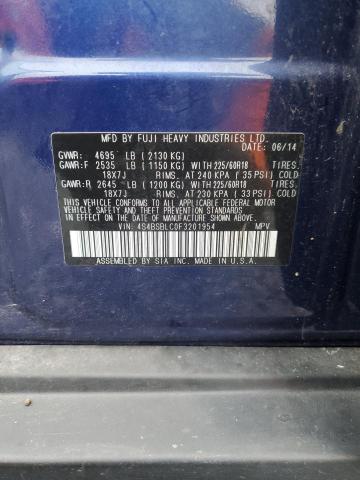 MFD BY FUJI HEAVY INDUSTRIES LTD.
DATE: 06/14
GVWR: 4695 LB (2130 KG)
GAWR:F 2535 LB (1150 KG) WITH 225/60R18 TIRES.
18X7J RIMS. AT 240 KPA (35 PSI) COLD
GAWR:R 2645 LB (1200 KG) WITH 225/60R18 TIRES.
18X7J RIMS. AT 230 KPA (33 PSI) COLD
THIS VEHICLE CONFORMS TO ALL APPLICABLE FEDERAL MOTOR
VEHICLE SAFETY STANDARDS IN EFFECT ON THE DATE OF
MANUFACTURE SHOWN ABOVE.
VIN: 4S4BSBLC0F3201954 MPV
ASSEMBLED BY SIA INC. MADE IN U.S.A.